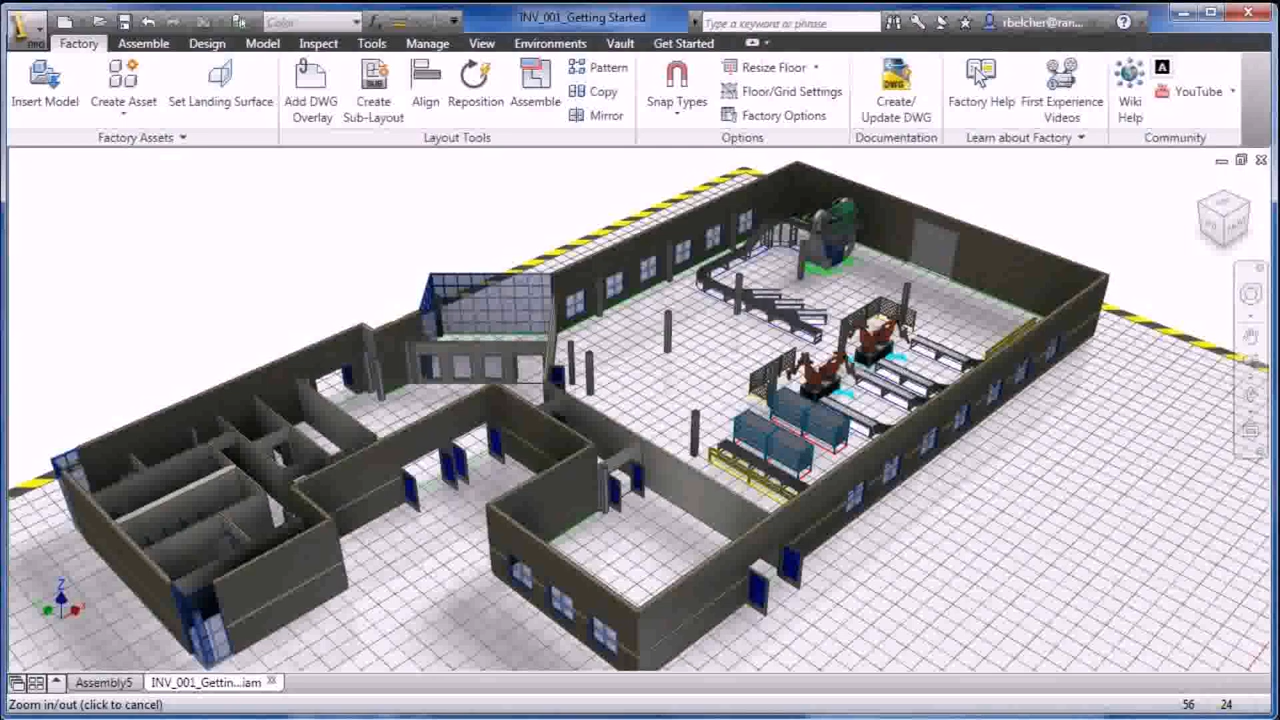 Color
INV_001_Getting Started
Type a keyword or phrase
rbelcher@ran...
PRO
Factory Assemble Design Model Inspect Tools Manage View Environments Vault Get Started
Insert Model
Create Asset
Set Landing Surface
Factory Assets
Add DWG Overlay
Create Sub-Layout
Align
Reposition
Assemble
Pattern
Copy
Mirror
Layout Tools
Snap Types
Resize Floor
Floor/Grid Settings
Factory Options
Options
DWG
Create/ Update DWG
Documentation
Factory Help
First Experience Videos
Learn about Factory
Wiki Help
A
YouTube
Community
Z
Assembly5 INV_001_Gettin...iam
Zoom in/out (click to cancel) 56 24